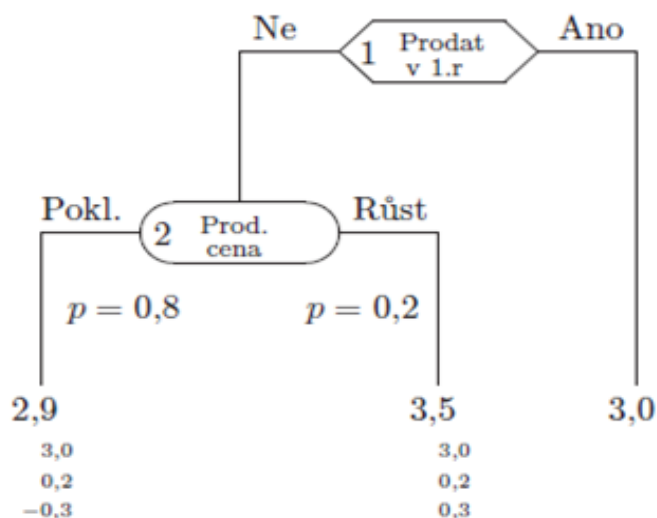 Ne 1 Prodat Ano
v 1.r
Pokl. 2 Prod. Růst
cena
p = 0,8 p = 0,2
2,9 3,5 3,0
3,0 3,0
0,2 0,2
−0,3 0,3